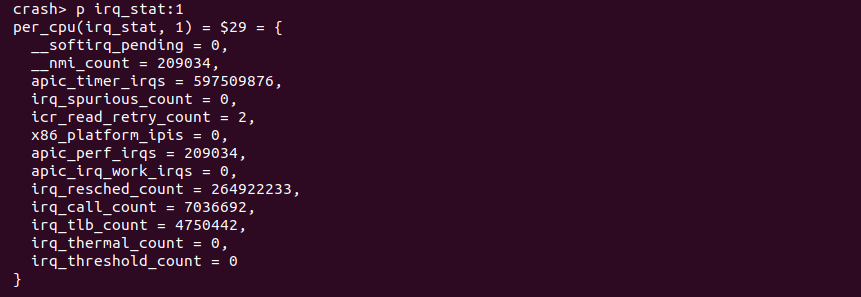 crash> p irq_stat:1
per_cpu(irq_stat, 1) = $29 = {
  __softirq_pending = 0,
  __nmi_count = 209034,
  apic_timer_irqs = 597509876,
  irq_spurious_count = 0,
  icr_read_retry_count = 2,
  x86_platform_ipis = 0,
  apic_perf_irqs = 209034,
  apic_irq_work_irqs = 0,
  irq_resched_count = 264922233,
  irq_call_count = 7036692,
  irq_tlb_count = 4750442,
  irq_thermal_count = 0,
  irq_threshold_count = 0
}